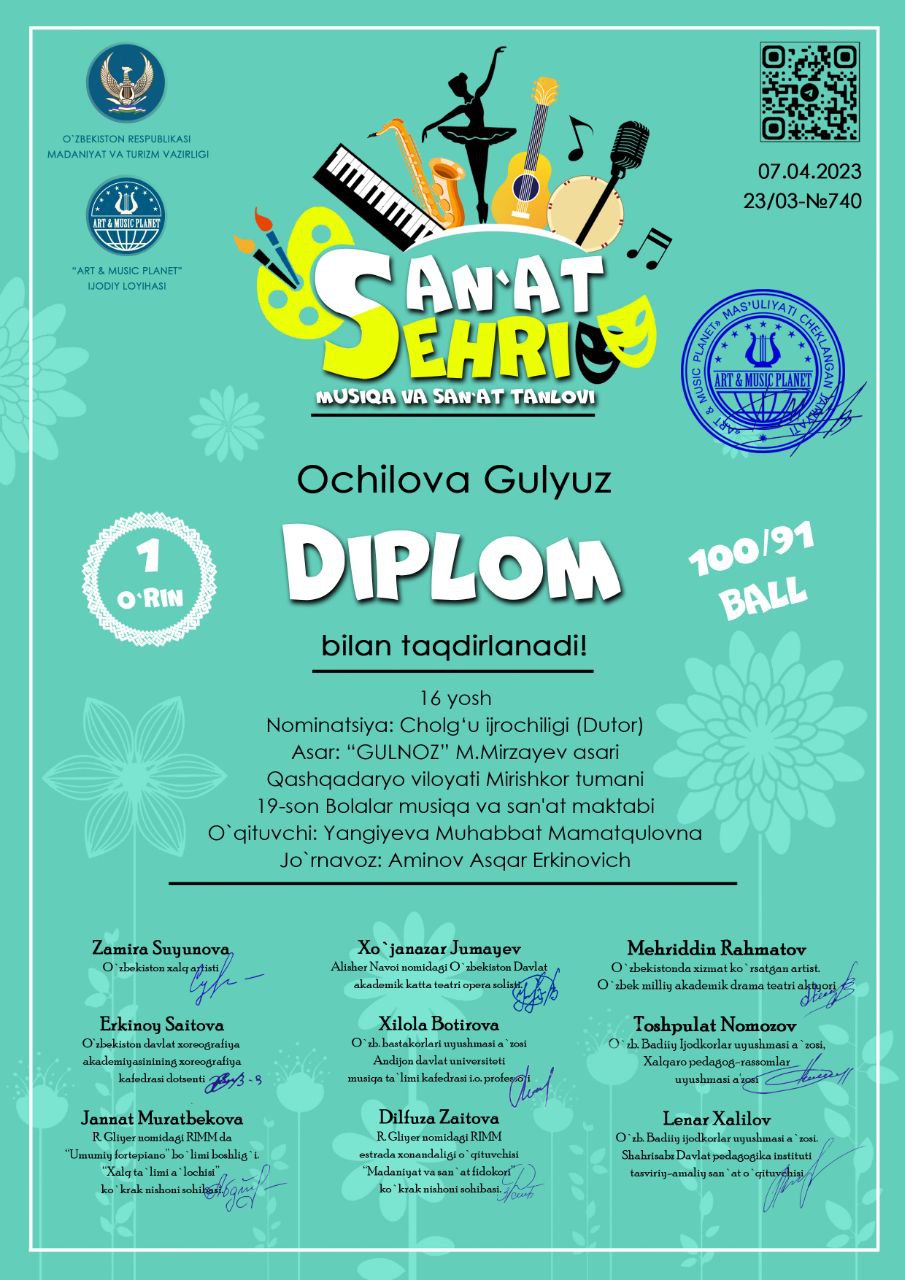 O`ZBEKISTON RESPUBLIKASI
MADANIYAT VA TURIZM VAZIRLIGI
ART & MUSIC PLANET
“ART & MUSIC PLANET”
IJODIY LOYIHASI
07.04.2023
23/03-№740
SAN`AT
SEHRI
MUSIQA VA SAN'AT TANLOVI
«ART & MUSIC PLANET» MAS'ULIYATI CHEKLANGAN JAMIYATI
ART & MUSIC PLANET
Ochilova Gulyuz
1
O‘RIN
DIPLOM
100/91
BALL
bilan taqdirlanadi!
16 yosh
Nominatsiya: Cholg‘u ijrochiligi (Dutor)
Asar: “GULNOZ” M.Mirzayev asari
Qashqadaryo viloyati Mirishkor tumani
19-son Bolalar musiqa va san'at maktabi
O`qituvchi: Yangiyeva Muhabbat Mamatqulovna
Jo`rnavoz: Aminov Asqar Erkinovich
Zamira Suyunova
O`zbekiston xalq artisti
Xo`janazar Jumayev
Alisher Navoi nomidagi O`zbekiston Davlat
akademik katta teatri opera solisti.
Mehriddin Rahmatov
O`zbekistonda xizmat ko`rsatgan artist.
O`zbek milliy akademik drama teatri aktyori
Erkinoy Saitova
O`zbekiston davlat xoreografiya
akademiyasinining xoreografiya
kafedrasi dotsenti
Xilola Botirova
O`zb. bastakorlari uyushmasi a`zosi
Andijon davlat universiteti
musiqa ta`limi kafedrasi i.o. professori
Toshpulat Nomozov
O`zb. Badiiy Ijodkorlar uyushmasi a`zosi,
Xalqaro pedagog-rassomlar
uyushmasi a'zosi
Jannat Muratbekova
R. Gliyer nomidagi RIMM da
“Umumiy fortepiano” bo`limi boshlig`i.
“Xalq ta`limi a`lochisi”
ko`krak nishoni sohibasi.
Dilfuza Zaitova
R. Gliyer nomidagi RIMM
estrada xonandaligi o`qituvchisi
“Madaniyat va san`at fidokori”
ko`krak nishoni sohibasi.
Lenar Xalilov
O`zb. Badiiy ijodkorlar uyushmasi a`zosi.
Shahrisabz Davlat pedagogika instituti
tasviriy-amaliy san`at o`qituvchisi